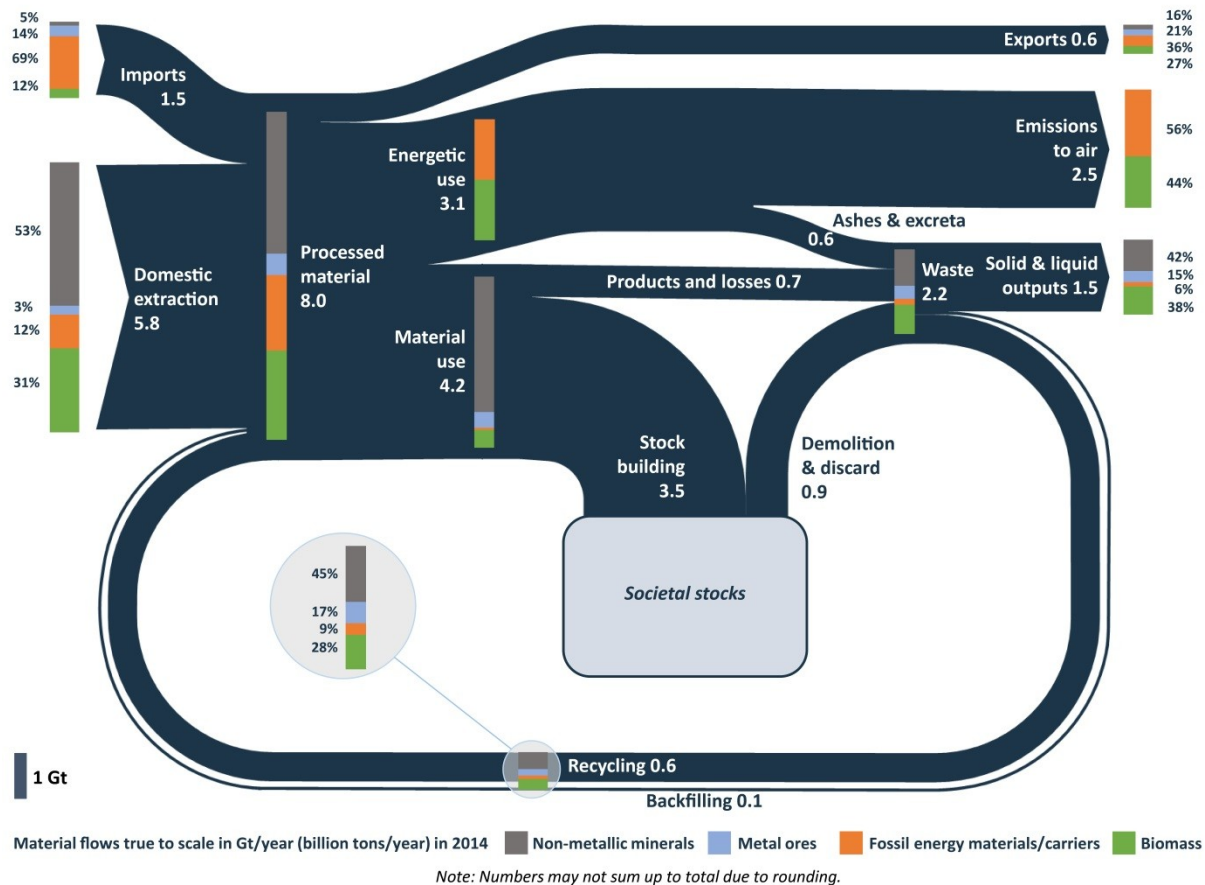 5%
14%
69%
12%
Imports
1.5
53%
3%
12%
31%
Domestic
extraction
5.8
Processed
material
8.0
Energetic
use
3.1
Material
use
4.2
Exports 0.6
16%
21%
36%
27%
Emissions
to air
2.5
56%
44%
Ashes & excreta
0.6
Products and losses 0.7
Waste
2.2
Solid & liquid
outputs 1.5
42%
15%
6%
38%
Stock
building
3.5
Demolition
& discard
0.9
Societal stocks
45%
17%
9%
28%
Recycling 0.6
Backfilling 0.1
1 Gt
Material flows true to scale in Gt/year (billion tons/year) in 2014
Non-metallic minerals
Metal ores
Fossil energy materials/carriers
Biomass
Note: Numbers may not sum up to total due to rounding.